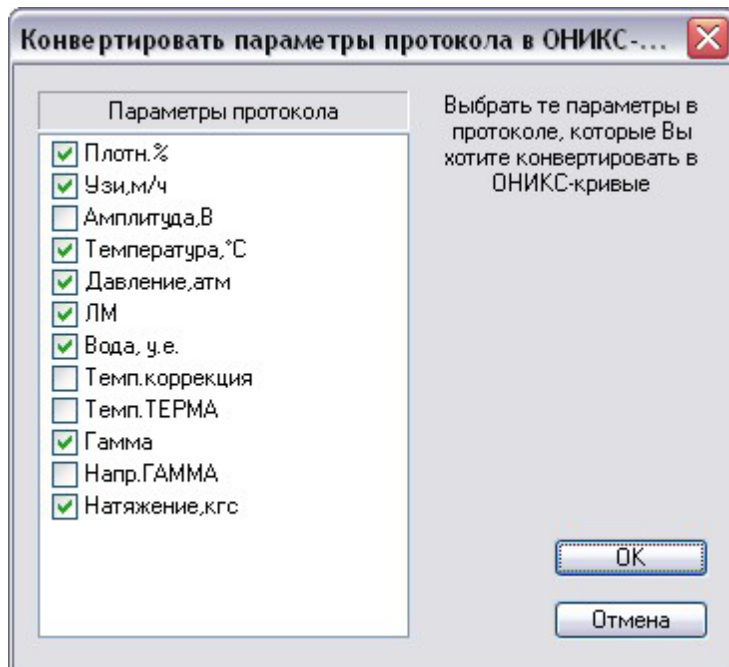 Конвертировать параметры протокола в ОНИКС-...
Параметры протокола
Плотн.%
Узи,м/ч
Амплитуда,В
Температура,°С
Давление,атм
ЛМ
Вода, у.е.
Темп.коррекция
Темп.ТЕРМА
Гамма
Напр.ГАММА
Натяжение,кгс
Выбрать те параметры в
протоколе, которые Вы
хотите конвертировать в
ОНИКС-кривые
OK
Отмена